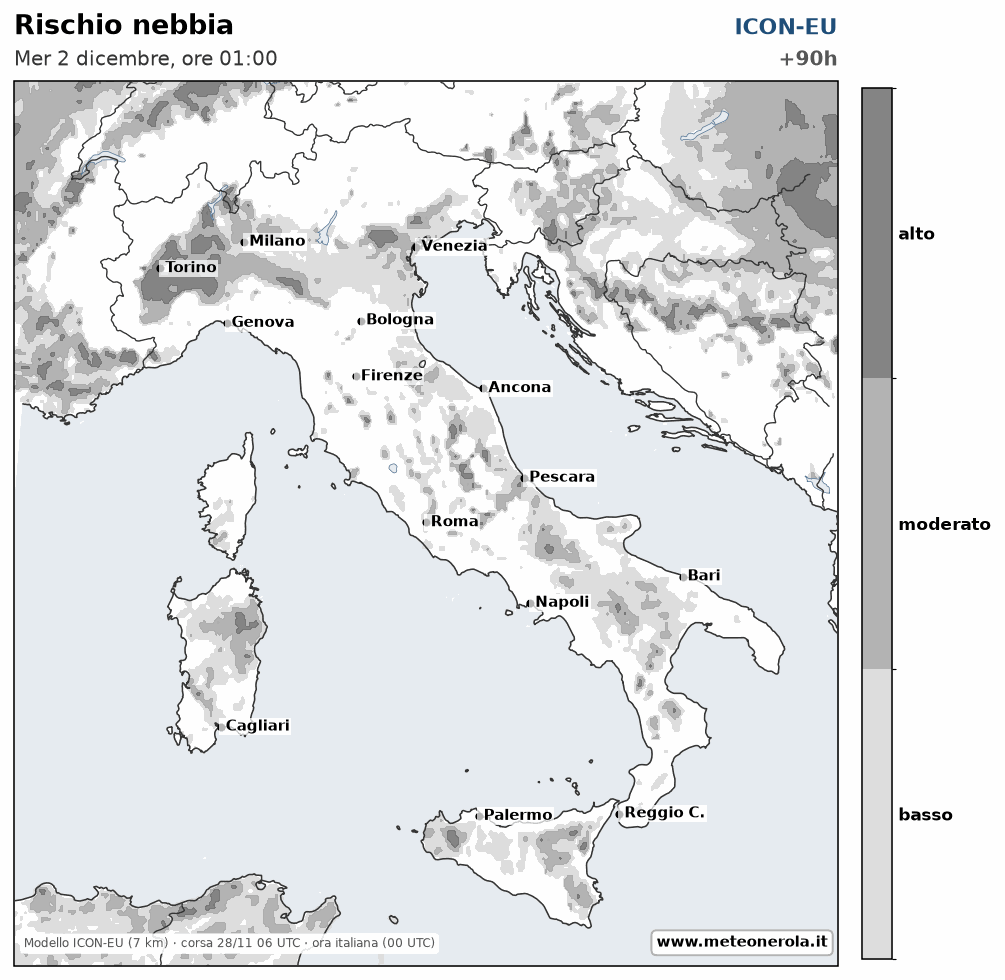 Rischio nebbia
ICON-EU
Mer 2 dicembre, ore 01:00
+90h
alto
Milano
Venezia
Torino
Genova
Bologna
Firenze
Ancona
Pescara
Roma
moderato
Bari
Napoli
Cagliari
Palermo
Reggio C.
basso
Modello ICON-EU (7 km) · corsa 28/11 06 UTC · ora italiana (00 UTC)
www.meteonerola.it